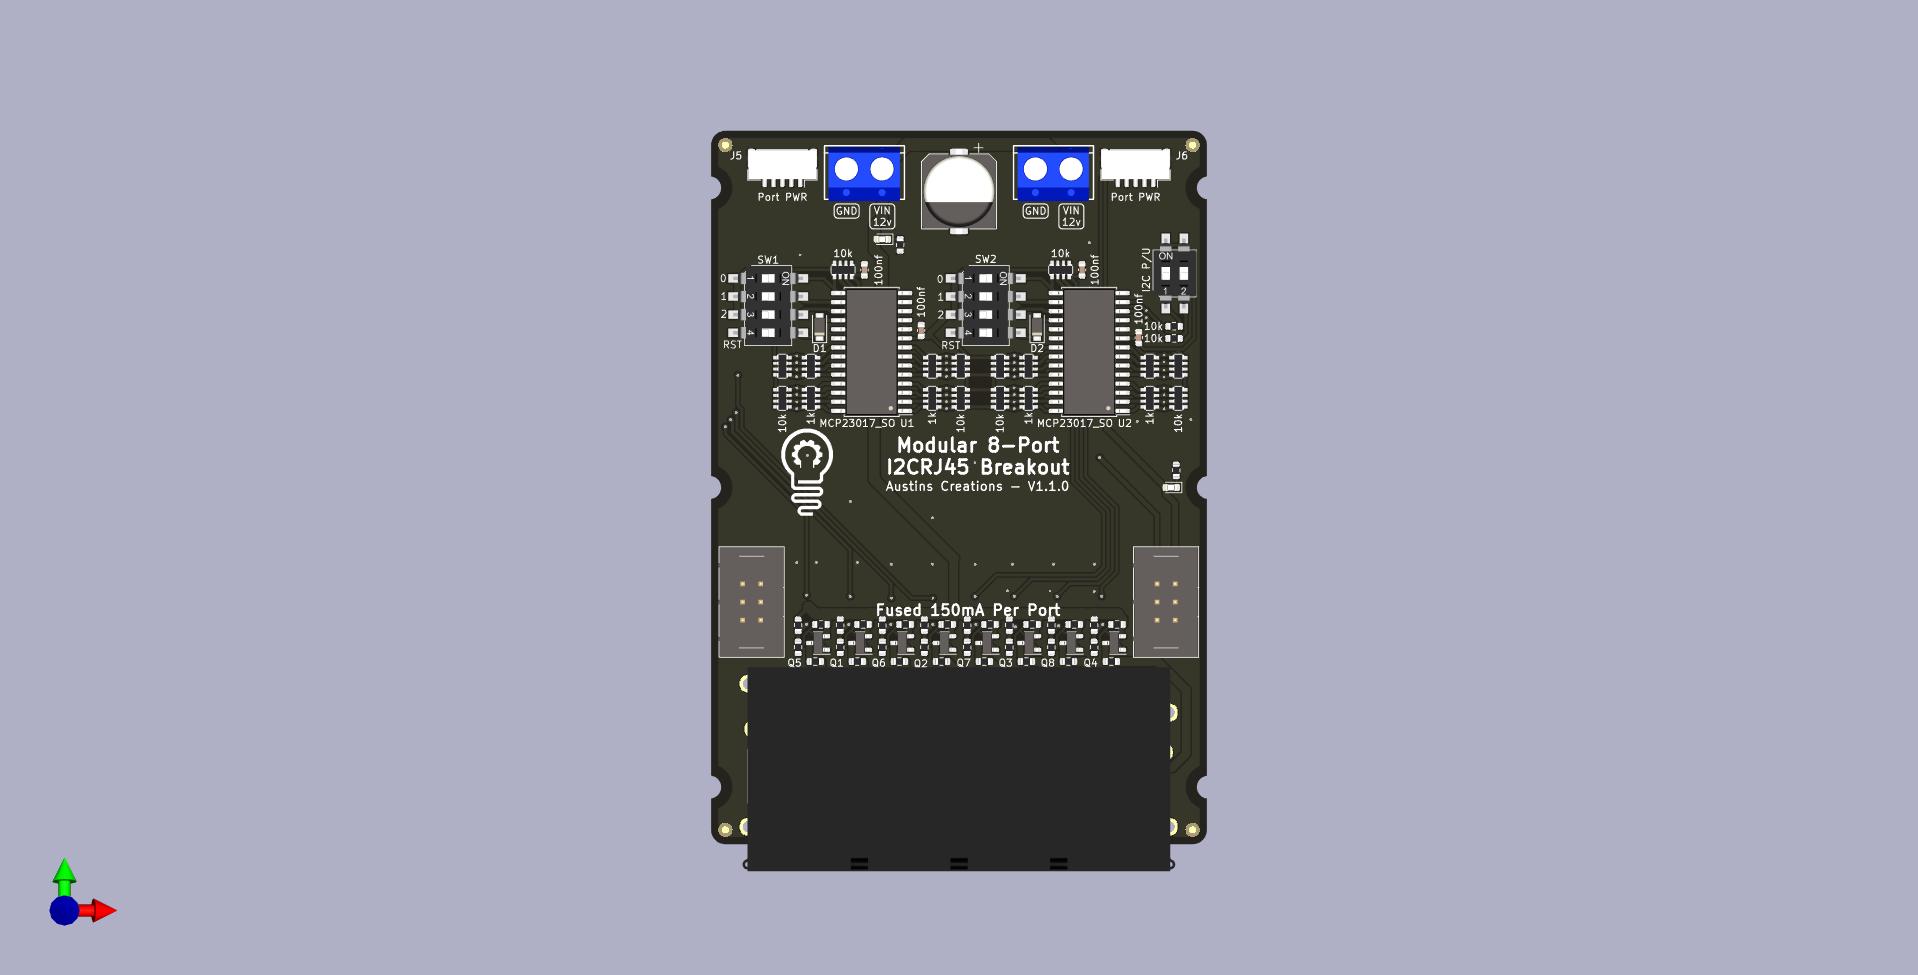 J5
J6
+
Port PWR
Port PWR
GND
VIN
12v
GND
VIN
12v
SW1
10k
100nf
SW2
10k
100nf
I2C P/U
ON
1 2
0
1
2
RST
ON
1
2
3
4
100nf
0
1
2
RST
ON
1
2
3
4
100nf
10k
10k
D1
D2
10k
1k
MCP23017_SO U1
1k
10k
10k
1k
MCP23017_SO U2
1k
10k
Modular 8-Port
I2CRJ45 Breakout
Austins Creations - V1.1.0
Fused 150mA Per Port
Q5 Q1 Q6 Q2 Q7 Q3 Q8 Q4